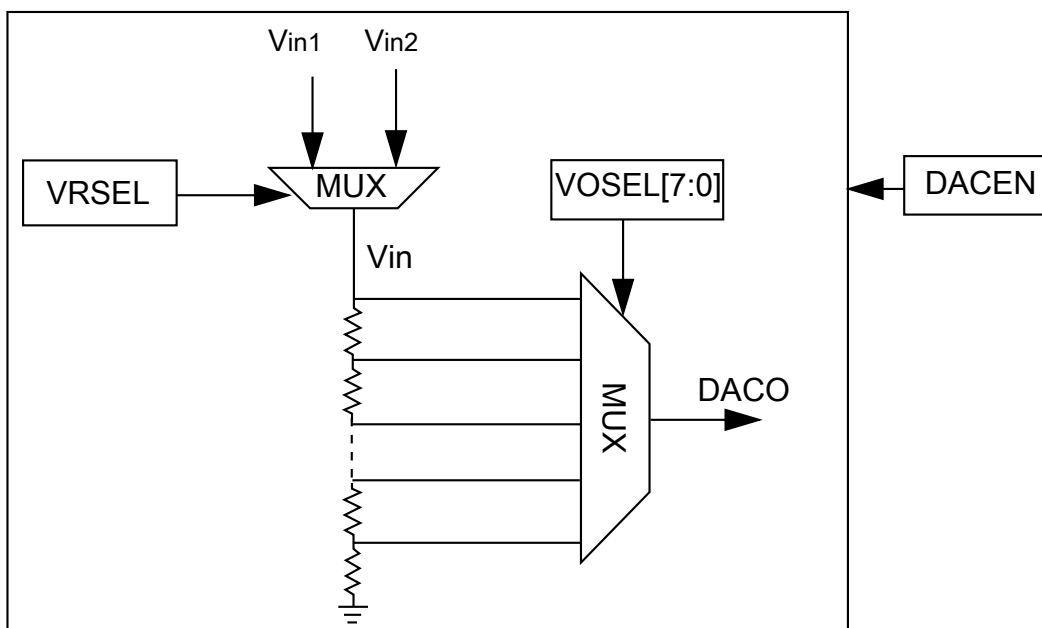 Vin1
Vin2
VRSEL
MUX
VOSEL[7:0]
DACEN
Vin
MUX
DACO